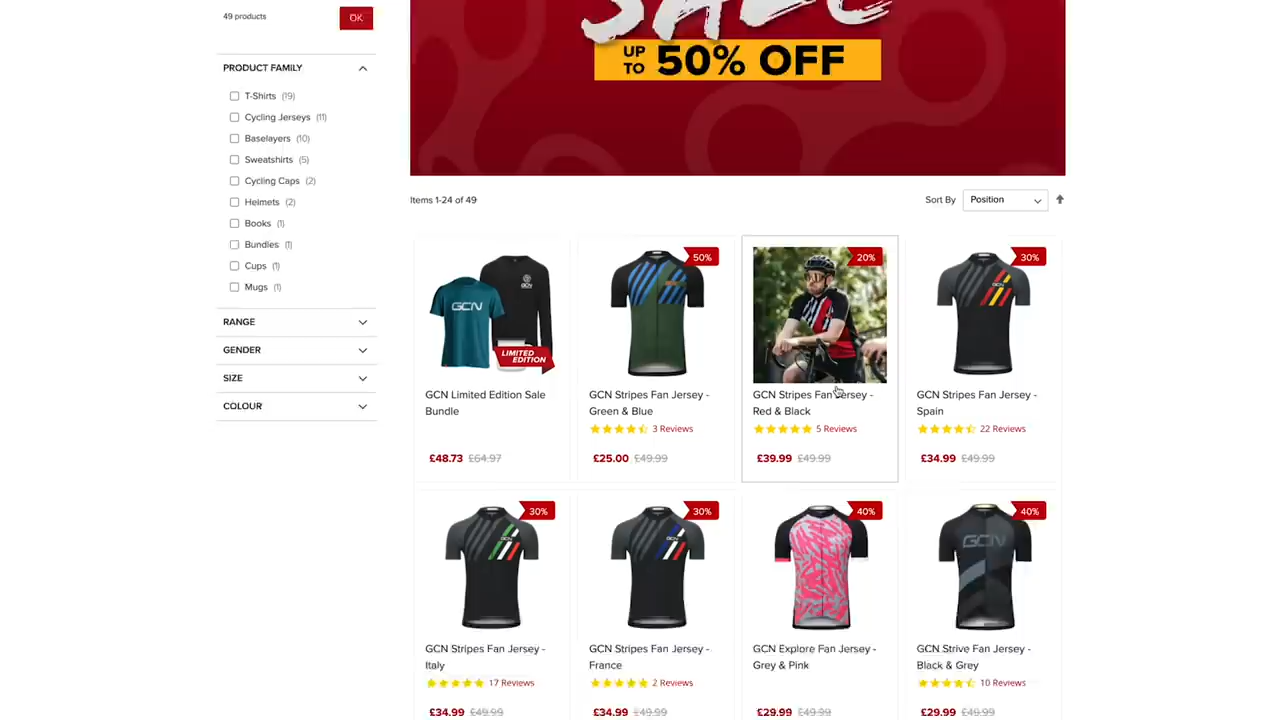 49 products
OK
SALE
UP TO 50% OFF
PRODUCT FAMILY
T-Shirts (19)
Cycling Jerseys (11)
Baselayers (10)
Sweatshirts (5)
Cycling Caps (2)
Helmets (2)
Books (1)
Bundles (1)
Cups (1)
Mugs (1)
RANGE
GENDER
SIZE
COLOUR
Items 1-24 of 49
Sort By
Position
GCN
GCN
LIMITED
EDITION
GCN Limited Edition Sale
Bundle
£48.73 £64.97
50%
GCN Stripes Fan Jersey -
Green & Blue
3 Reviews
£25.00 £49.99
20%
GCN Stripes Fan Jersey -
Red & Black
5 Reviews
£39.99 £49.99
30%
GCN
GCN Stripes Fan Jersey -
Spain
22 Reviews
£34.99 £49.99
30%
GCN
GCN Stripes Fan Jersey -
Italy
17 Reviews
£34.99 £49.99
30%
GCN
GCN Stripes Fan Jersey -
France
2 Reviews
£34.99 £49.99
40%
GCN Explore Fan Jersey -
Grey & Pink
£29.99 £49.99
40%
GCN
GCN Strive Fan Jersey -
Black & Grey
10 Reviews
£29.99 £49.99